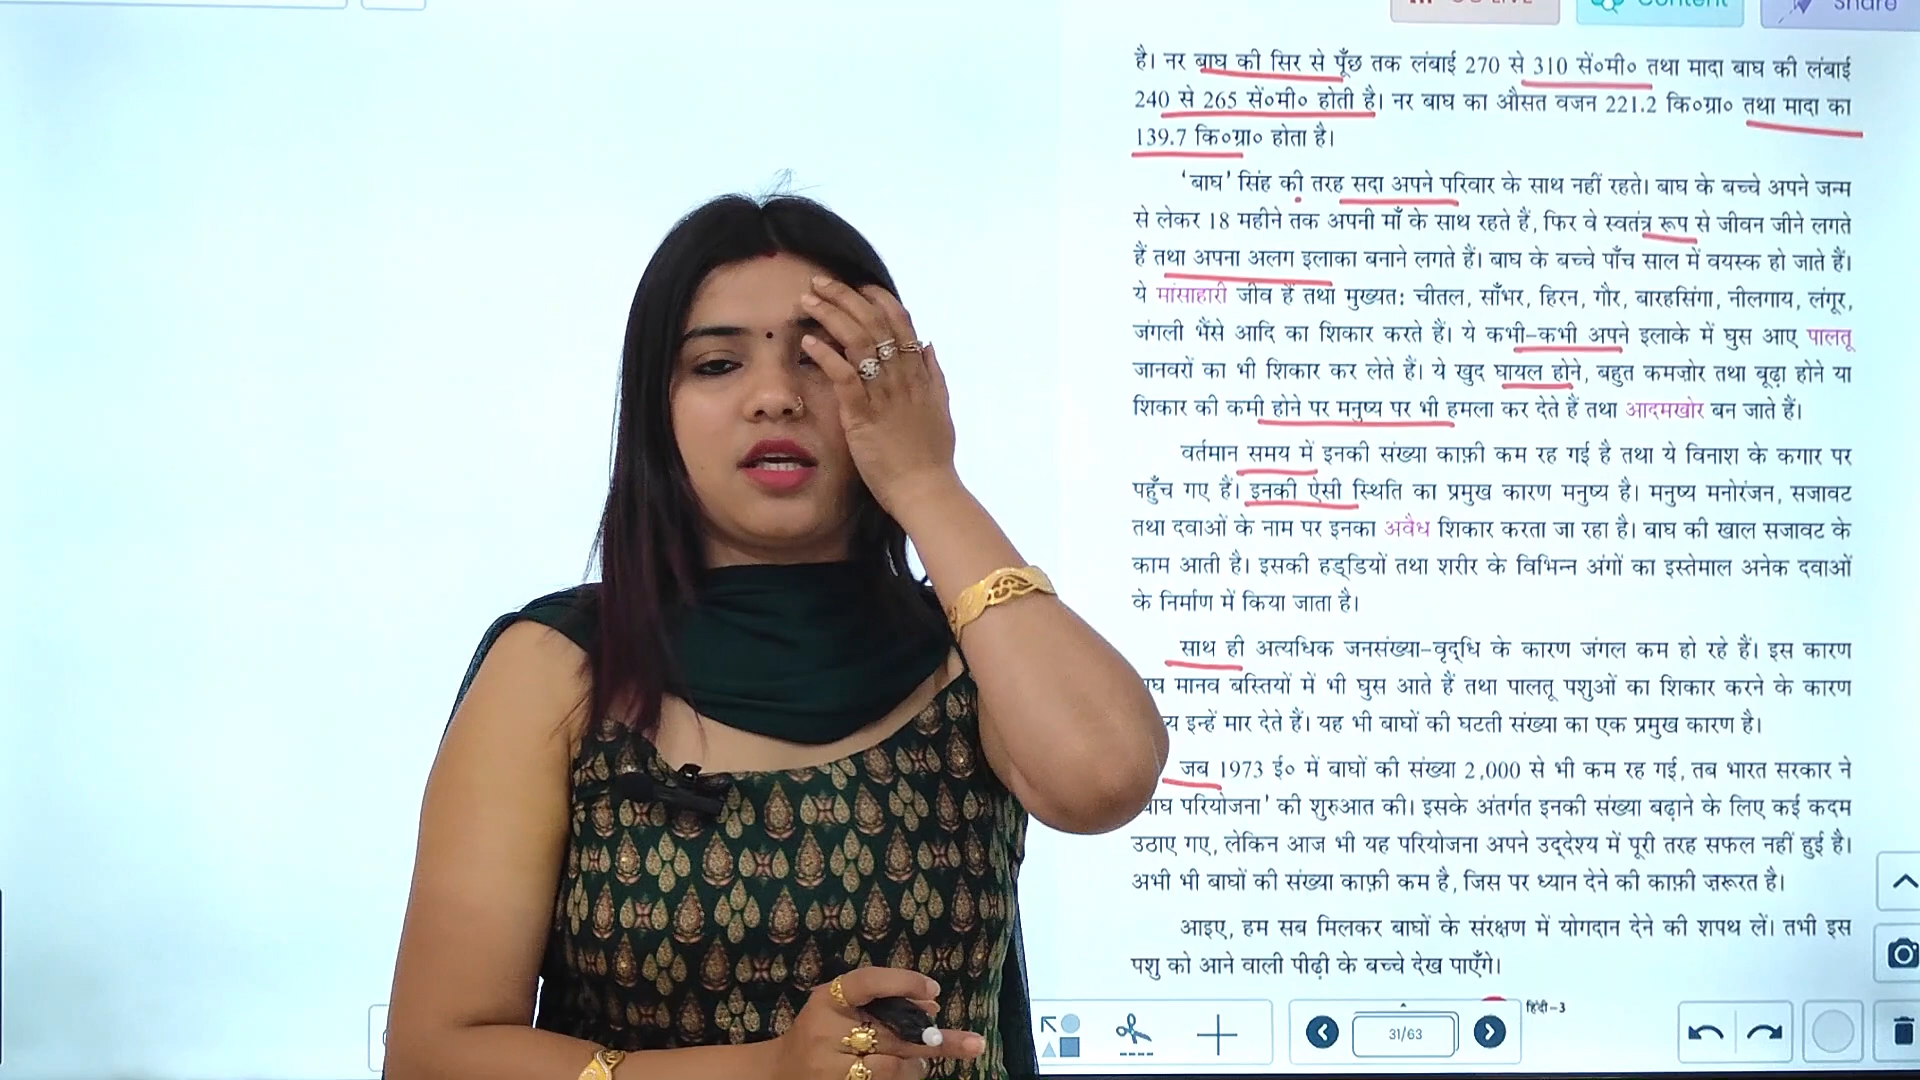 Content
Share
है। नर बाघ की सिर से पूँछ तक लंबाई 270 से 310 सें०मी० तथा मादा बाघ की लंबाई
240 से 265 सें०मी० होती है। नर बाघ का औसत वजन 221.2 कि०ग्रा० तथा मादा का
139.7 कि०ग्रा० होता है।
'बाघ' सिंह की तरह सदा अपने परिवार के साथ नहीं रहते। बाघ के बच्चे अपने जन्म
से लेकर 18 महीने तक अपनी माँ के साथ रहते हैं, फिर वे स्वतंत्र रूप से जीवन जीने लगते
हैं तथा अपना अलग इलाका बनाने लगते हैं। बाघ के बच्चे पाँच साल में वयस्क हो जाते हैं।
ये मांसाहारी जीव हैं तथा मुख्यतः चीतल, साँभर, हिरन, गौर, बारहसिंगा, नीलगाय, लंगूर,
जंगली भैंसे आदि का शिकार करते हैं। ये कभी-कभी अपने इलाके में घुस आए पालतू
जानवरों का भी शिकार कर लेते हैं। ये खुद घायल होने, बहुत कमज़ोर तथा बूढ़ा होने या
शिकार की कमी होने पर मनुष्य पर भी हमला कर देते हैं तथा आदमखोर बन जाते हैं।
वर्तमान समय में इनकी संख्या काफ़ी कम रह गई है तथा ये विनाश के कगार पर
पहुँच गए हैं। इनकी ऐसी स्थिति का प्रमुख कारण मनुष्य है। मनुष्य मनोरंजन, सजावट
तथा दवाओं के नाम पर इनका अवैध शिकार करता जा रहा है। बाघ की खाल सजावट के
काम आती है। इसकी हड्डियों तथा शरीर के विभिन्न अंगों का इस्तेमाल अनेक दवाओं
के निर्माण में किया जाता है।
साथ ही अत्यधिक जनसंख्या-वृद्धि के कारण जंगल कम हो रहे हैं। इस कारण
मानव बस्तियों में भी घुस आते हैं तथा पालतू पशुओं का शिकार करने के कारण
इन्हें मार देते हैं। यह भी बाघों की घटती संख्या का एक प्रमुख कारण है।
जब 1973 ई० में बाघों की संख्या 2,000 से भी कम रह गई, तब भारत सरकार ने
परियोजना' की शुरुआत की। इसके अंतर्गत इनकी संख्या बढ़ाने के लिए कई कदम
उठाए गए, लेकिन आज भी यह परियोजना अपने उद्देश्य में पूरी तरह सफल नहीं हुई है।
अभी भी बाघों की संख्या काफ़ी कम है, जिस पर ध्यान देने की काफ़ी ज़रूरत है।
आइए, हम सब मिलकर बाघों के संरक्षण में योगदान देने की शपथ लें। तभी इस
पशु को आने वाली पीढ़ी के बच्चे देख पाएँगे।
हिंदी-3
31/63